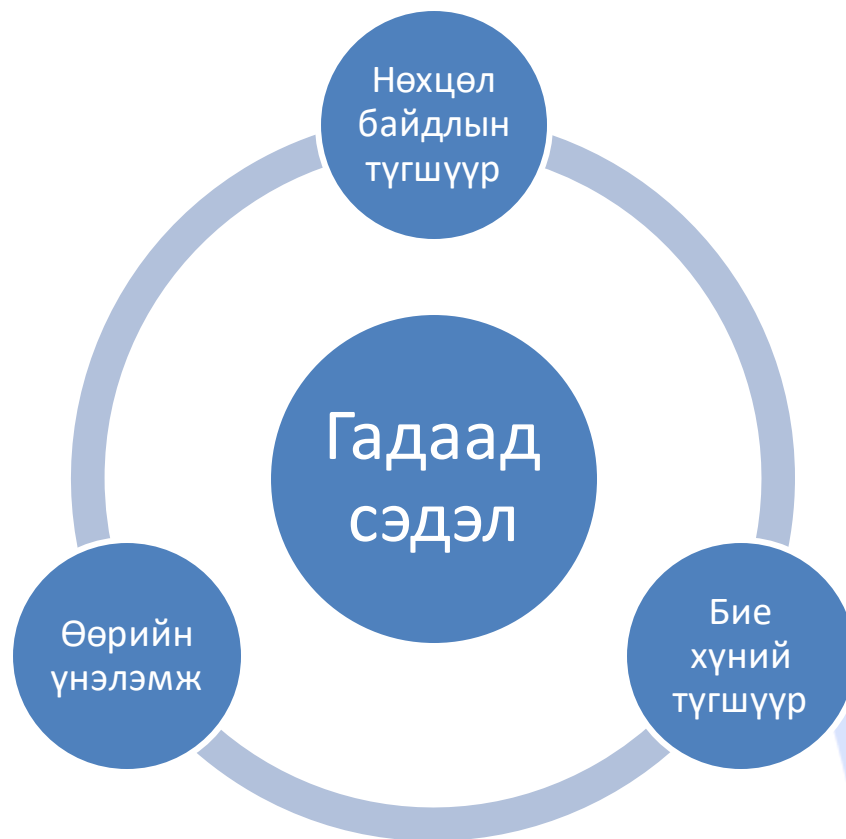 Нөхцөл
байдлын
түгшүүр
Гадаад
сэдэл
Өөрийн
үнэлэмж
Бие
хүний
түгшүүр